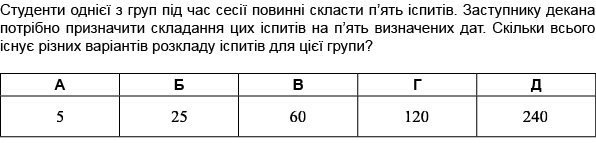 Студенти однієї з груп під час сесії повинні скласти п'ять іспитів. Заступнику декана
потрібно призначити складання цих іспитів на п'ять визначених дат. Скільки всього
існує різних варіантів розкладу іспитів для цієї групи?
А Б В Г Д
5 25 60 120 240